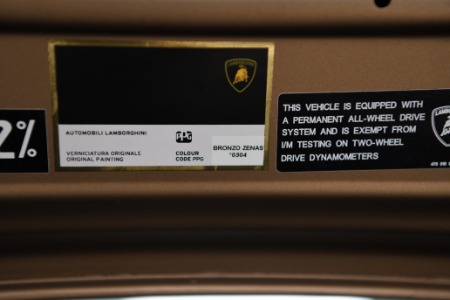 2%
AUTOMOBILI LAMBORGHINI
PPG
VERNICIATURA ORIGINALE
ORIGINAL PAINTING
COLOUR
CODE PPG
BRONZO ZENAS
*0304
THIS VEHICLE IS EQUIPPED WITH
A PERMANENT ALL-WHEEL DRIVE
SYSTEM AND IS EXEMPT FROM
I/M TESTING ON TWO-WHEEL
DRIVE DYNAMOMETERS